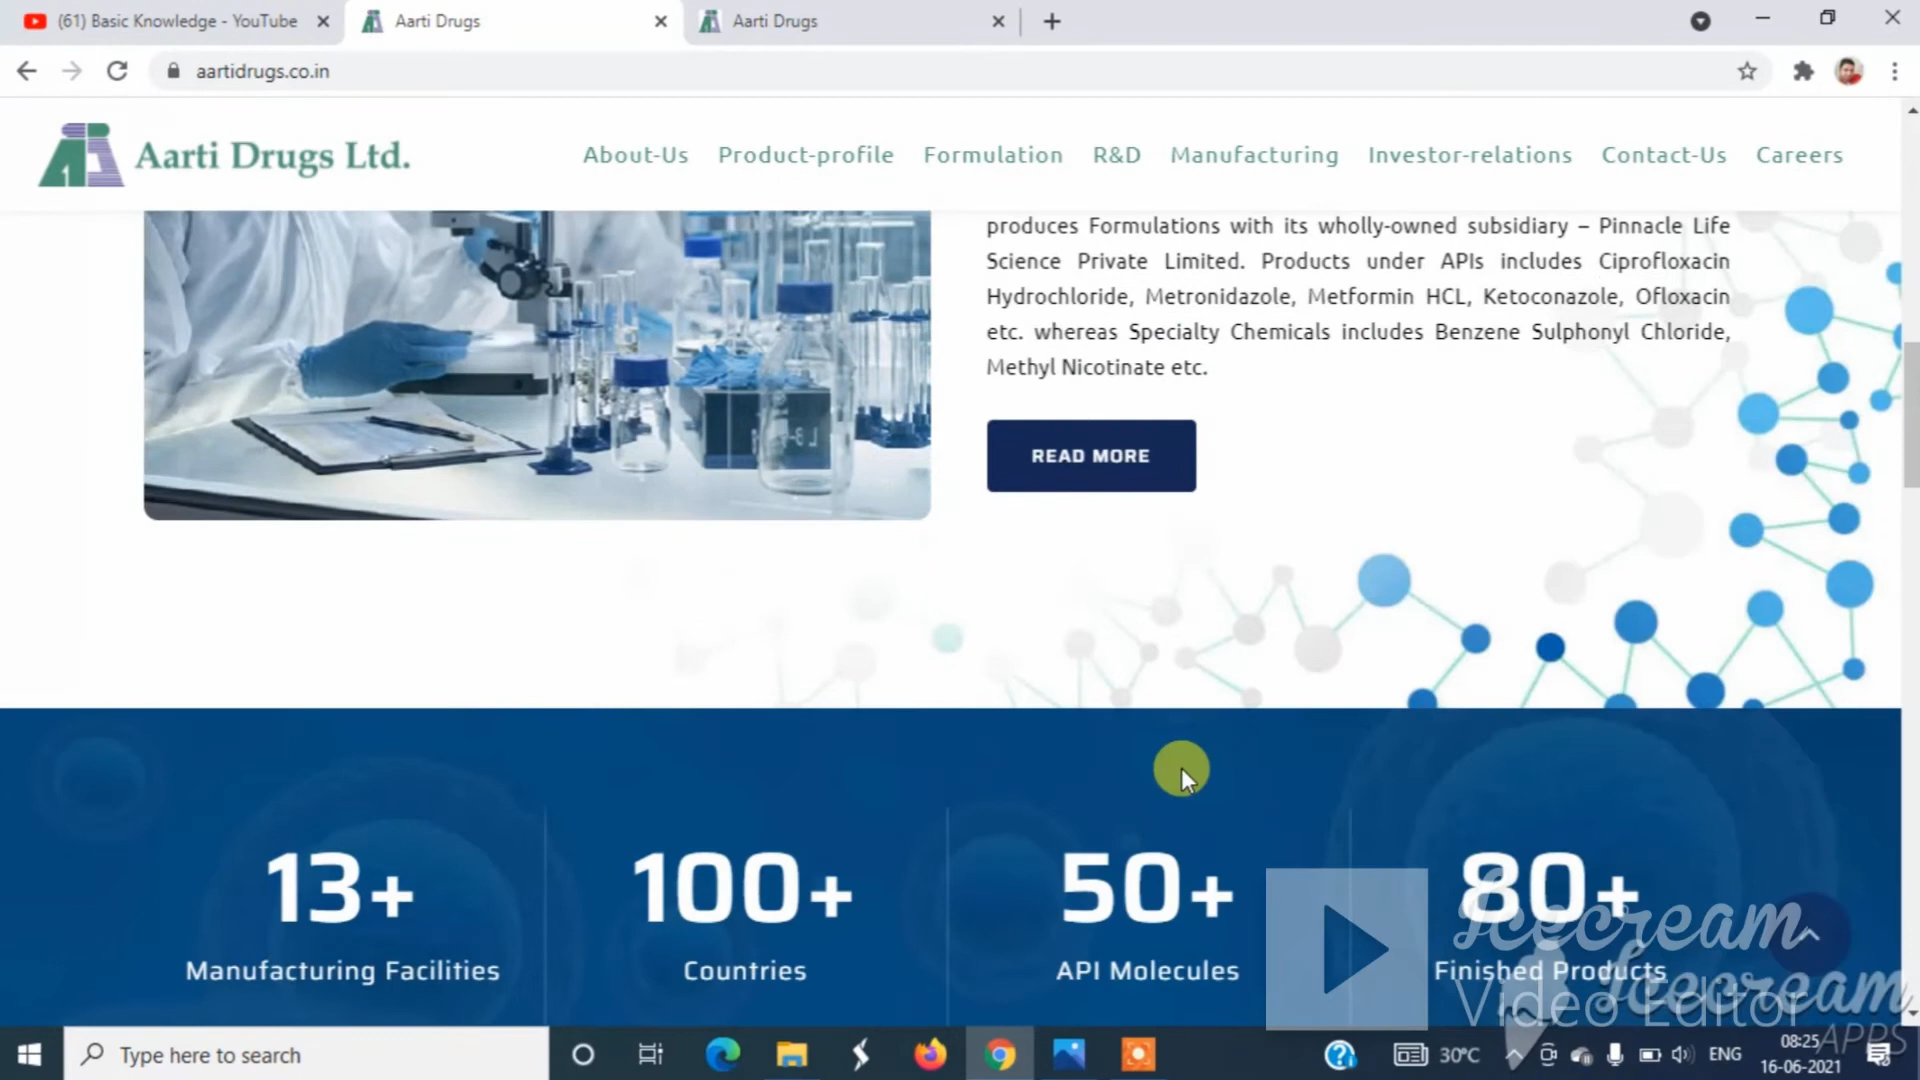 (61) Basic Knowledge - YouTube
Aarti Drugs
Aarti Drugs
aartidrugs.co.in
Aarti Drugs Ltd.
About-Us
Product-profile
Formulation
R&D
Manufacturing
Investor-relations
Contact-Us
Careers
produces Formulations with its wholly-owned subsidiary – Pinnacle Life
Science Private Limited. Products under APIs includes Ciprofloxacin
Hydrochloride, Metronidazole, Metformin HCL, Ketoconazole, Ofloxacin
etc. whereas Specialty Chemicals includes Benzene Sulphonyl Chloride,
Methyl Nicotinate etc.
READ MORE
13+
Manufacturing Facilities
100+
Countries
50+
API Molecules
80+
Finished Products
Icecream
Video Editor
Icecream
APPS
Type here to search
30°C
ENG
08:25
16-06-2021